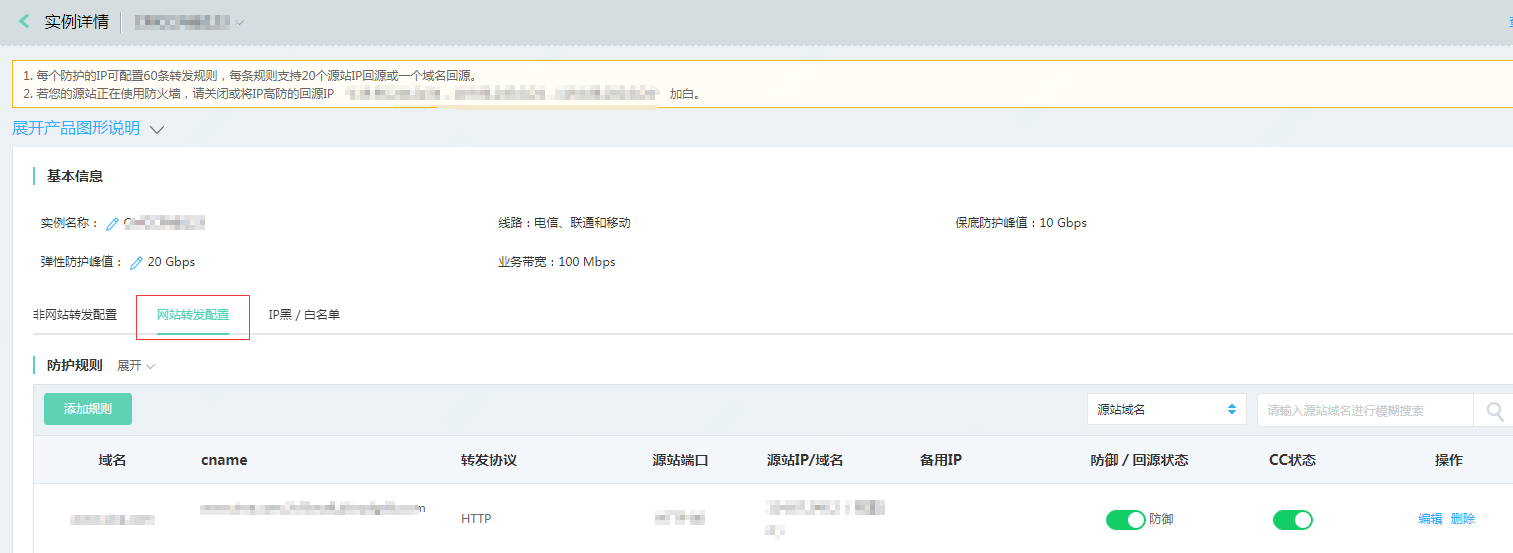 实例详情
1. 每个防护的IP可配置60条转发规则，每条规则支持20个源站IP回源或一个域名回源。
2. 若您的源站正在使用防火墙，请关闭或将IP高防的回源IP 加白。
展开产品图形说明
基本信息
实例名称： 线路：电信、联通和移动 保底防护峰值：10 Gbps
弹性防护峰值： 20 Gbps 业务带宽：100 Mbps
非网站转发配置 网站转发配置 IP黑 / 白名单
防护规则 展开
添加规则 源站域名 请输入源站域名进行模糊搜索
域名 cname 转发协议 源站端口 源站IP/域名 备用IP 防御 / 回源状态 CC状态 操作
HTTP 防御 编辑 删除